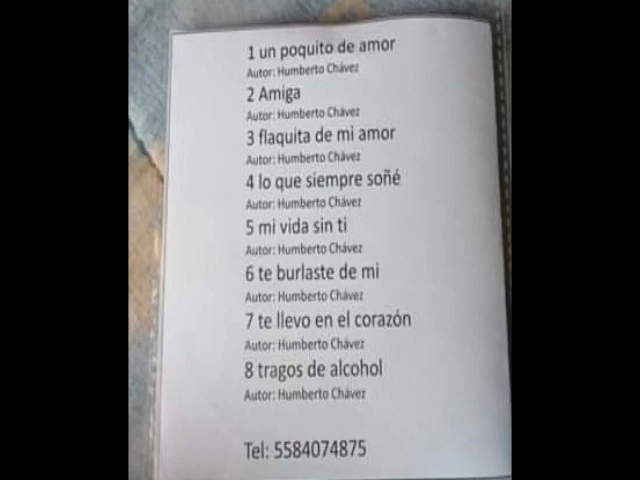 1 un poquito de amor
Autor: Humberto Chávez
2 Amiga
Autor: Humberto Chávez
3 flaquita de mi amor
Autor: Humberto Chávez
4 lo que siempre soñé
Autor: Humberto Chávez
5 mi vida sin ti
Autor: Humberto Chávez
6 te burlaste de mi
Autor: Humberto Chávez
7 te llevo en el corazón
Autor: Humberto Chávez
8 tragos de alcohol
Autor: Humberto Chávez
Tel: 5584074875